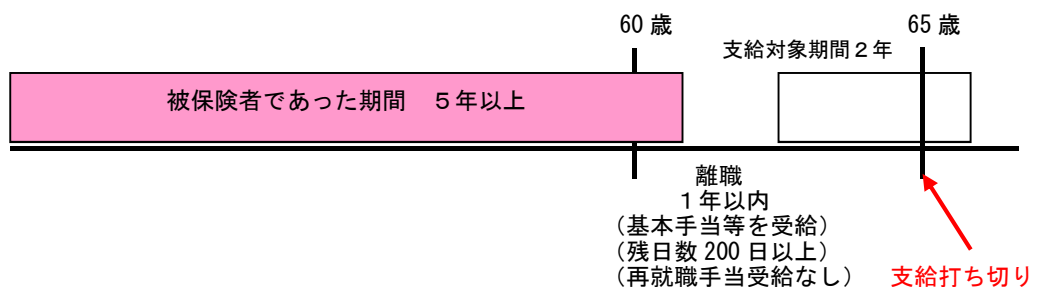 60 歳
65 歳
支給対象期間２年
被保険者であった期間　５年以上
離職
１年以内
（基本手当等を受給）
（残日数 200 日以上）
（再就職手当受給なし）
支給打ち切り